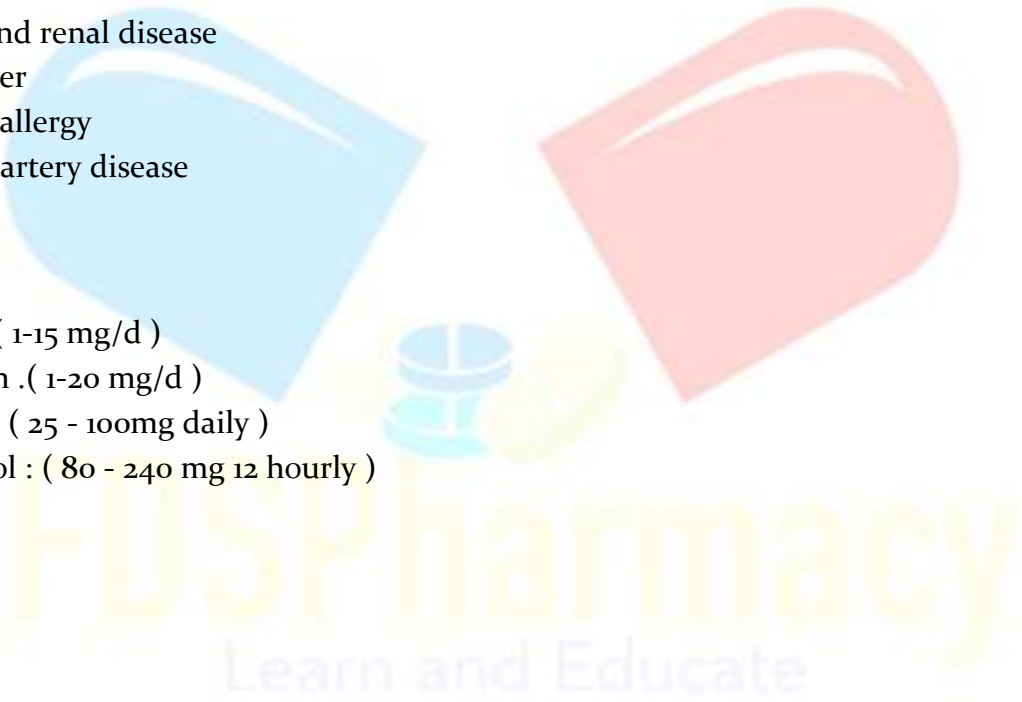 nd renal disease
er
allergy
artery disease
( 1-15 mg/d )
n .( 1-20 mg/d )
( 25 - 100mg daily )
ol : ( 80 - 240 mg 12 hourly )
FDSPharmacy
Learn and Educate